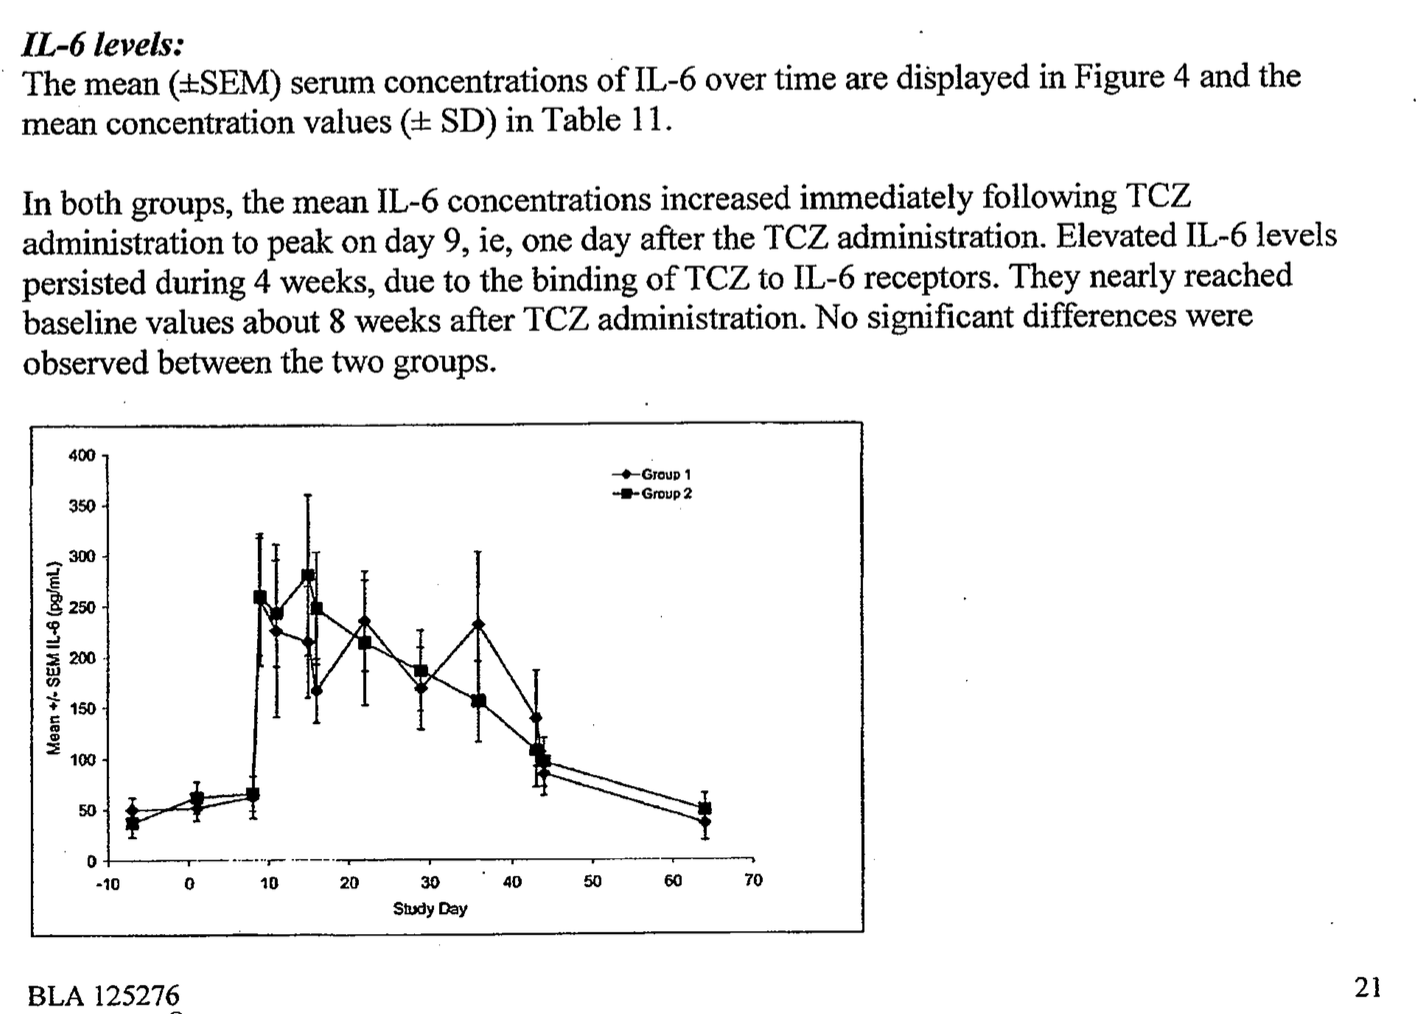 IL-6 levels:
The mean (±SEM) serum concentrations of IL-6 over time are displayed in Figure 4 and the
mean concentration values (± SD) in Table 11.
In both groups, the mean IL-6 concentrations increased immediately following TCZ
administration to peak on day 9, ie, one day after the TCZ administration. Elevated IL-6 levels
persisted during 4 weeks, due to the binding of TCZ to IL-6 receptors. They nearly reached
baseline values about 8 weeks after TCZ administration. No significant differences were
observed between the two groups.
400
350
300
250
200
150
100
50
0
Mean +/- SEM IL-6 (pg/mL)
Group 1
Group 2
-10 0 10 20 30 40 50 60 70
Study Day
BLA 125276
21